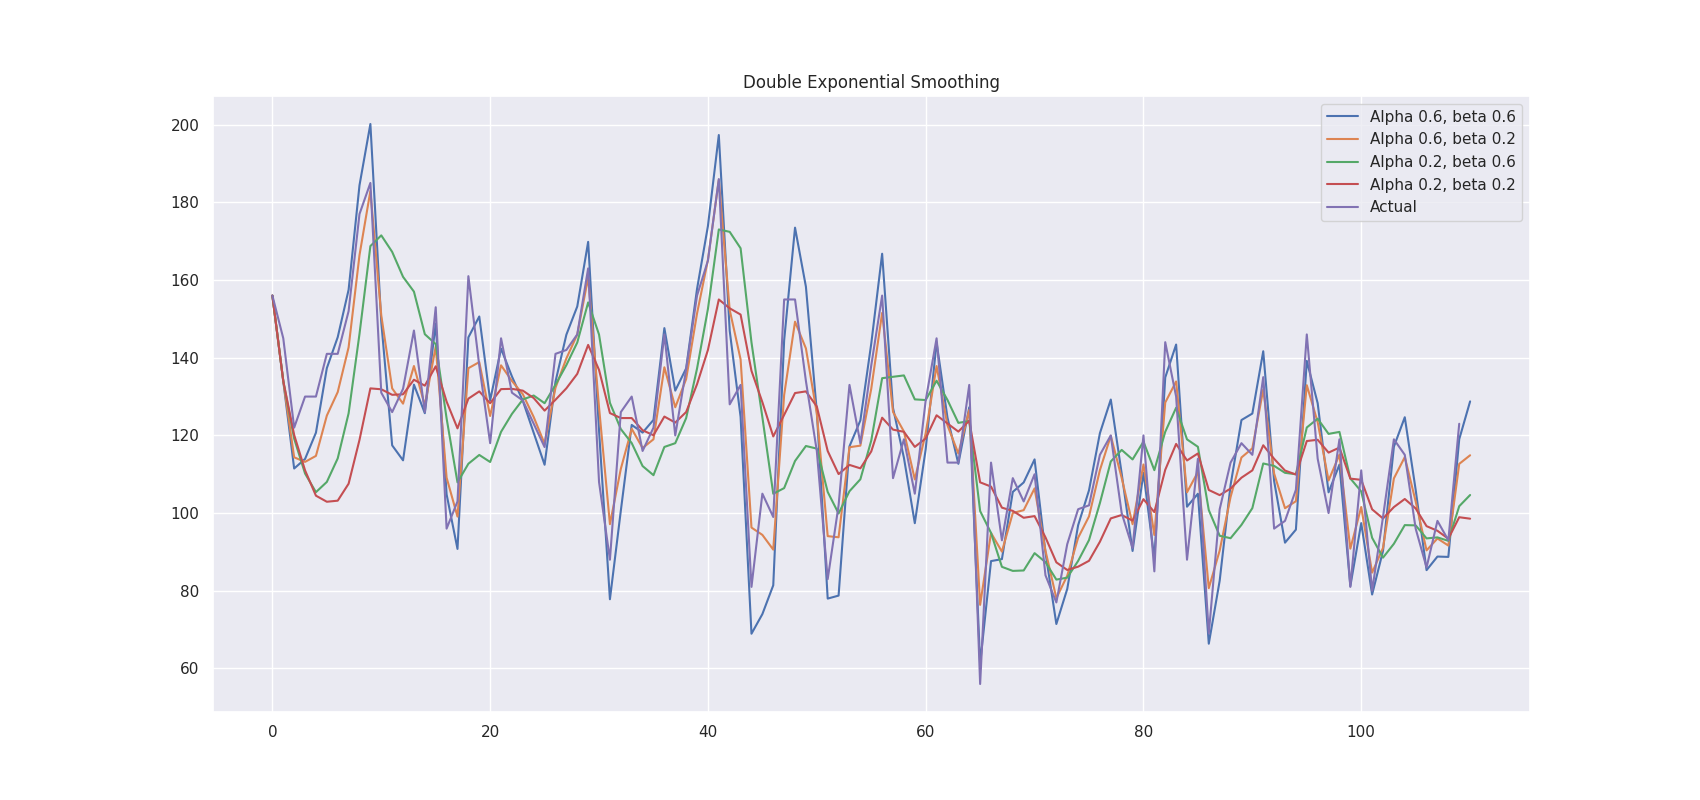 Double Exponential Smoothing
Alpha 0.6, beta 0.6
Alpha 0.6, beta 0.2
Alpha 0.2, beta 0.6
Alpha 0.2, beta 0.2
Actual
200
180
160
140
120
100
80
60
0 20 40 60 80 100